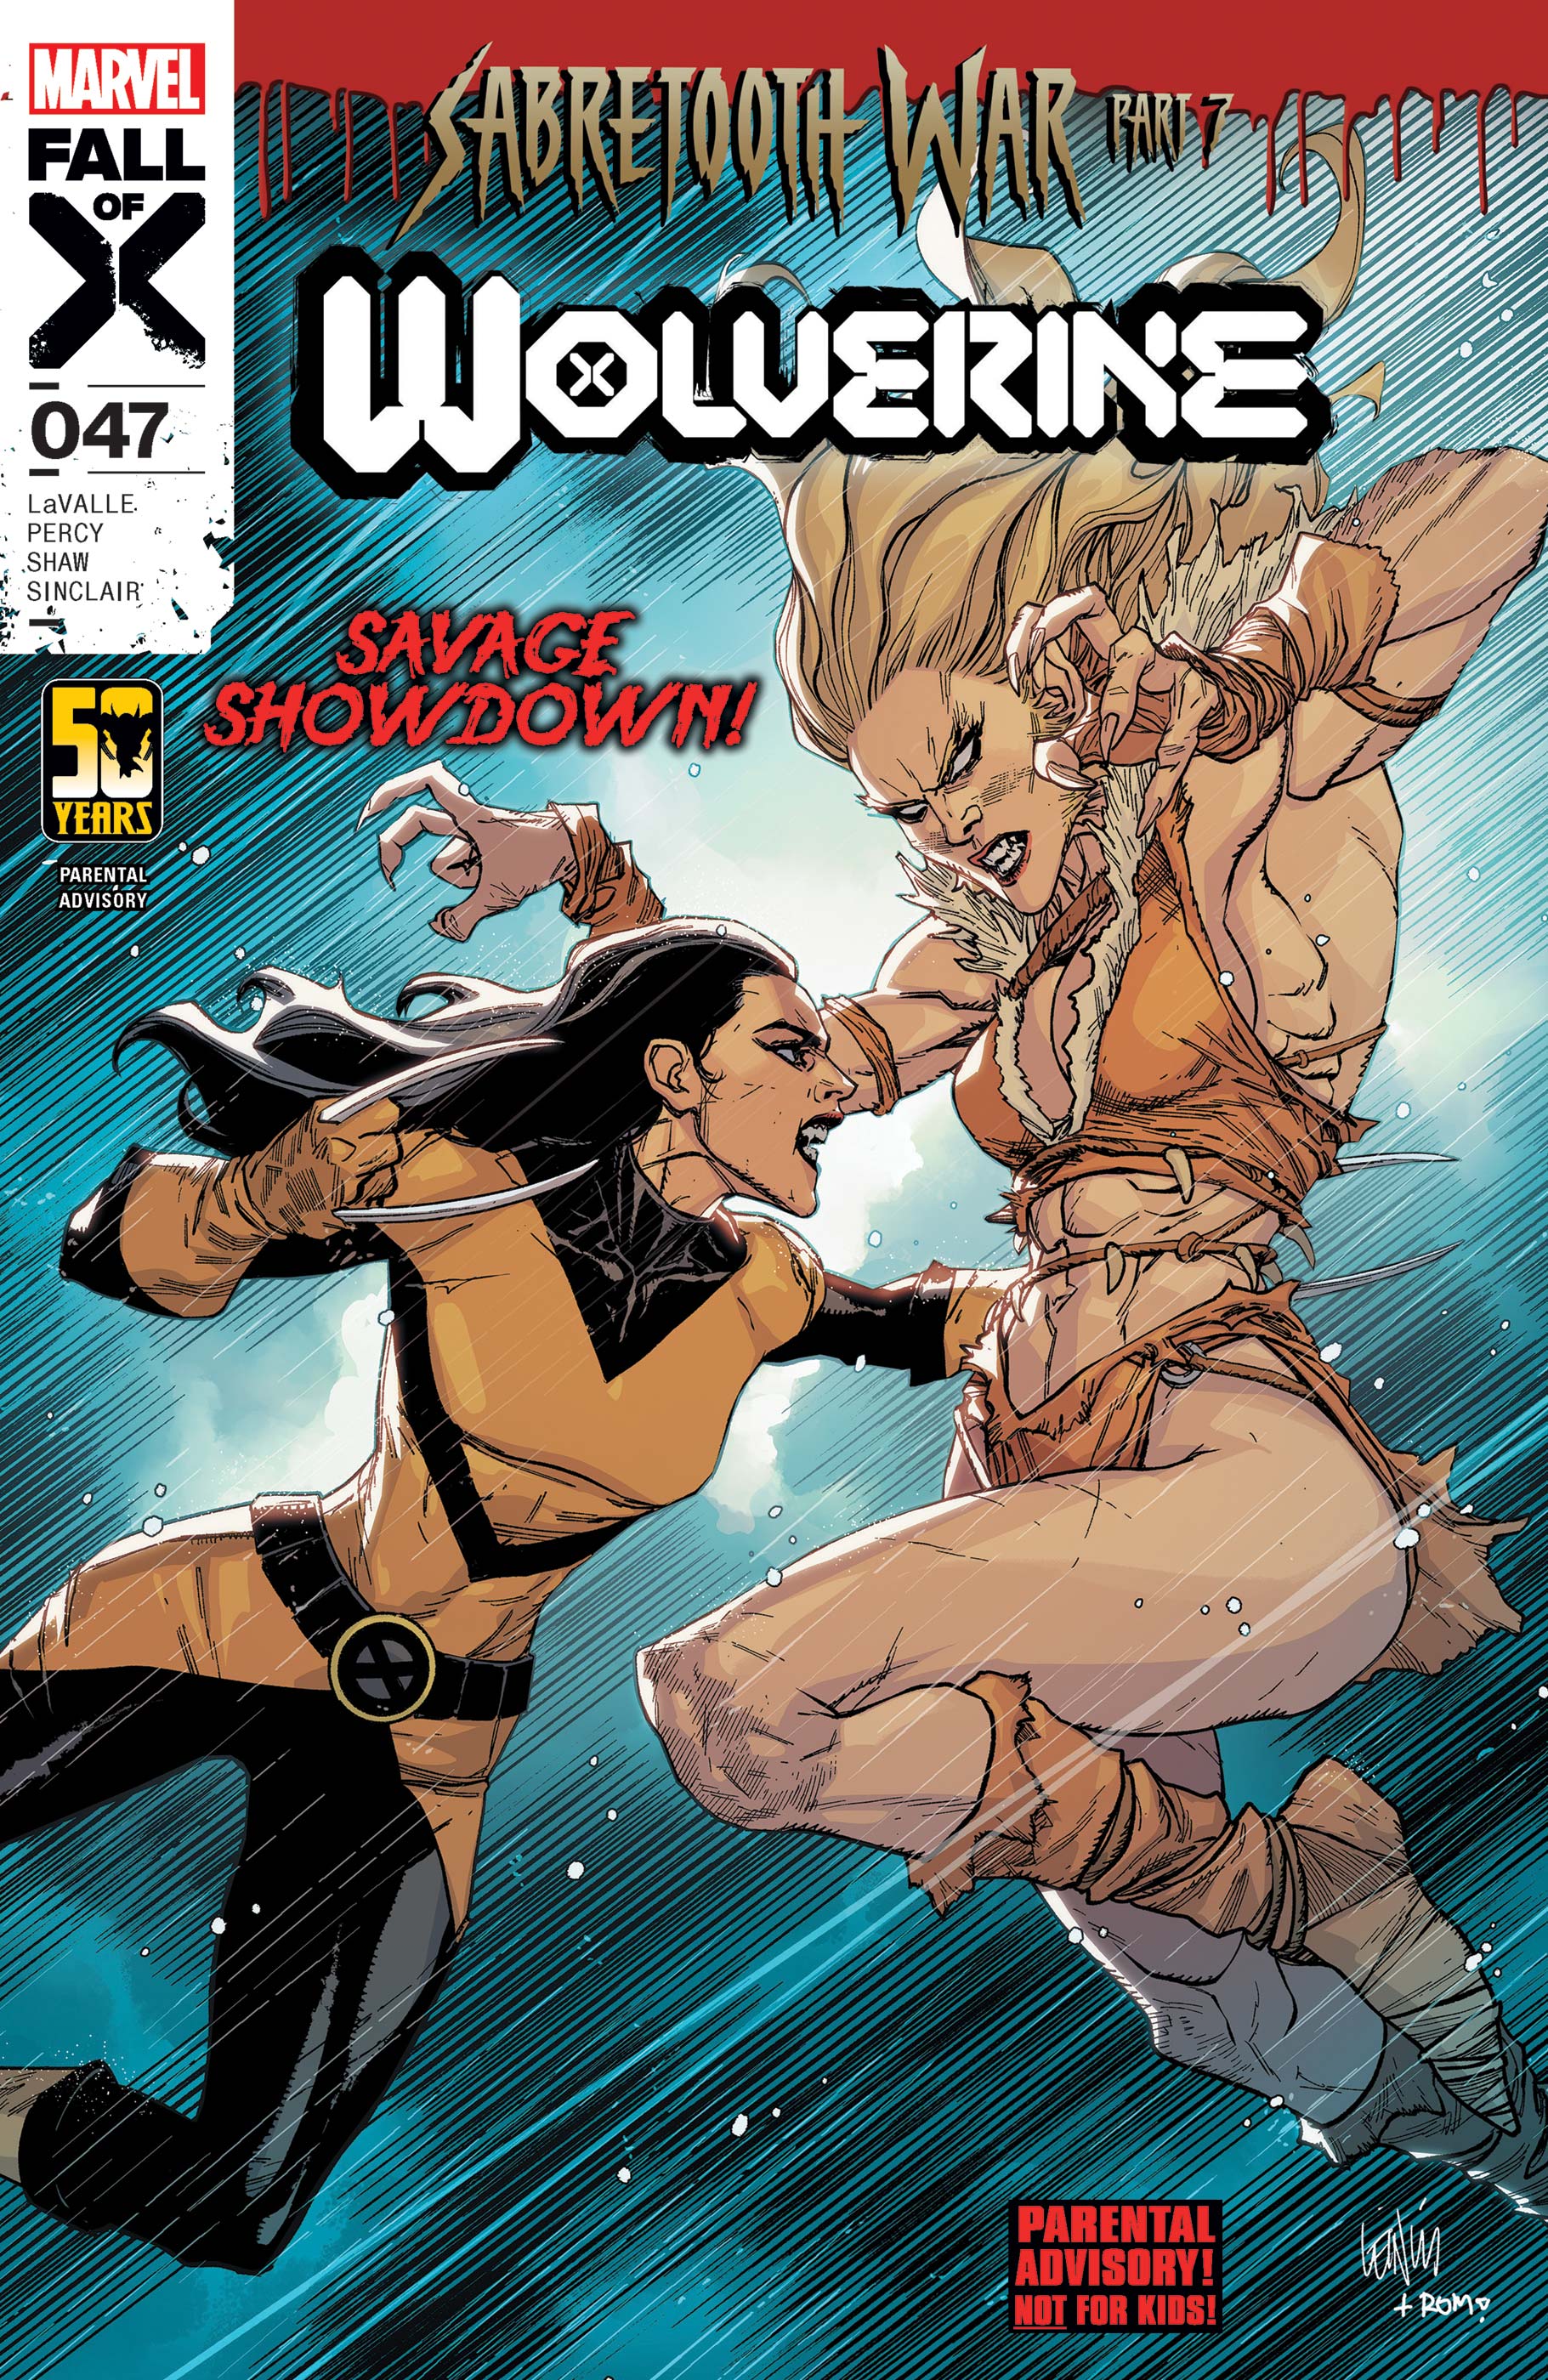 MARVEL
FALL
OF
X
047
LaVALLE
PERCY
SHAW
SINCLAIR
50
YEARS
PARENTAL
ADVISORY
SABRETOOTH WAR PART 7
WOLVERINE
SAVAGE
SHOWDOWN!
PARENTAL
ADVISORY!
NOT FOR KIDS!
+ ROMO